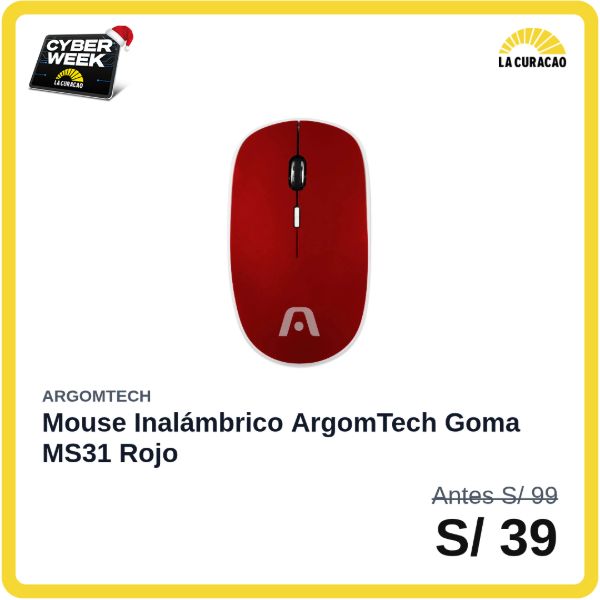 CYBER
WEEK
LA CURACAO
LA CURACAO
ARGOMTECH
Mouse Inalámbrico ArgomTech Goma
MS31 Rojo
Antes S/ 99
S/ 39